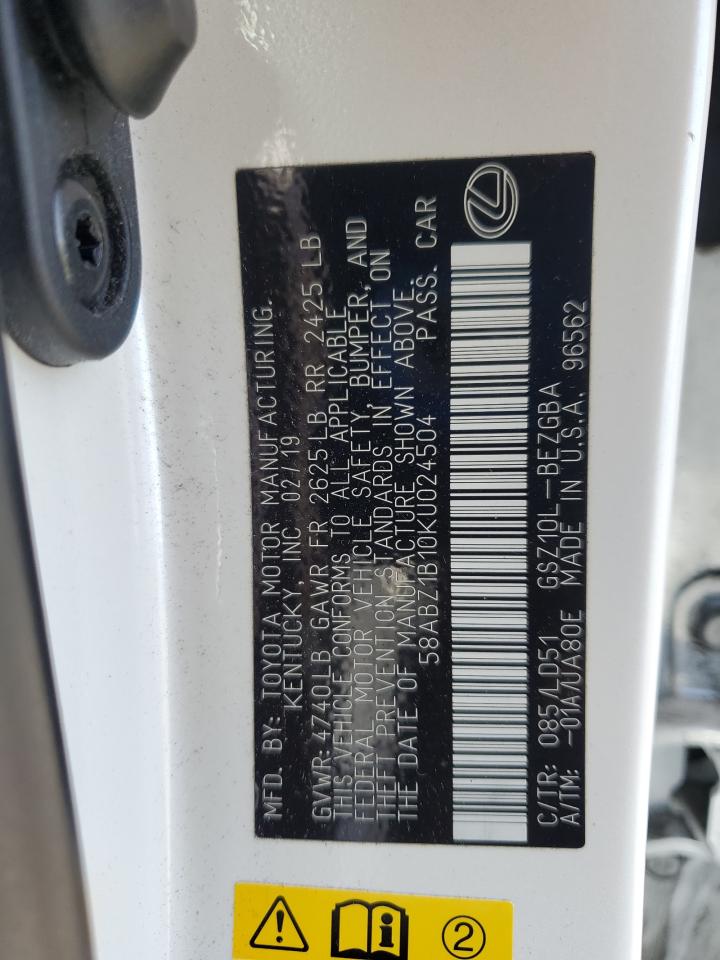 MFD. BY: TOYOTA MOTOR MANUFACTURING.
KENTUCKY, INC 02/19
GVWR: 4740LB GAWR FR 2625LB RR 2425LB
THIS VEHICLE CONFORMS TO ALL APPLICABLE
FEDERAL MOTOR VEHICLE SAFETY, BUMPER, AND
THEFT PREVENTION STANDARDS IN EFFECT ON
THE DATE OF MANUFACTURE SHOWN ABOVE.
58ABZ1B10KU024504 PASS. CAR
C/TR: 085/LD51 GSZ10L-BEZGBA
A/TM: -01A/UA80E MADE IN U.S.A. 96562
2